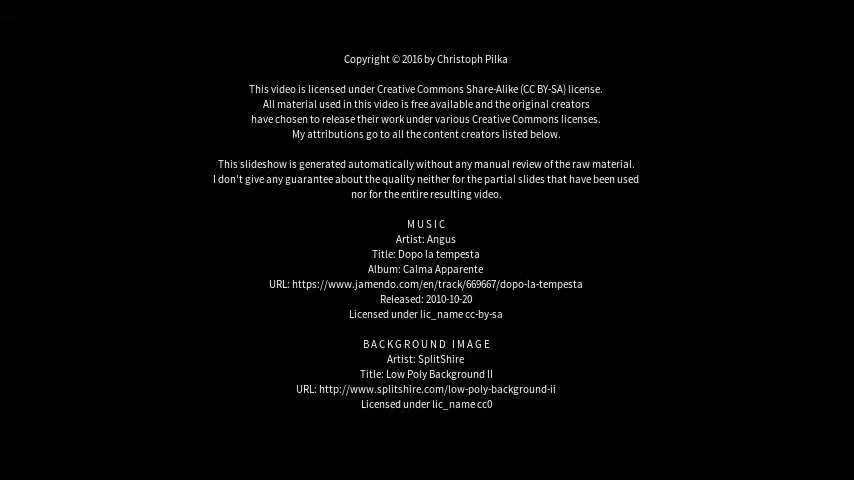 Copyright © 2016 by Christoph Pilka
This video is licensed under Creative Commons Share-Alike (CC BY-SA) license.
All material used in this video is free available and the original creators
have chosen to release their work under various Creative Commons licenses.
My attributions go to all the content creators listed below.
This slideshow is generated automatically without any manual review of the raw material.
I don't give any guarantee about the quality neither for the partial slides that have been used
nor for the entire resulting video.
MUSIC
Artist: Angus
Title: Dopo la tempesta
Album: Calma Apparente
URL: https://www.jamendo.com/en/track/669667/dopo-la-tempesta
Released: 2010-10-20
Licensed under lic_name cc-by-sa
BACKGROUND IMAGE
Artist: SplitShire
Title: Low Poly Background II
URL: http://www.splitshire.com/low-poly-background-ii
Licensed under lic_name cc0